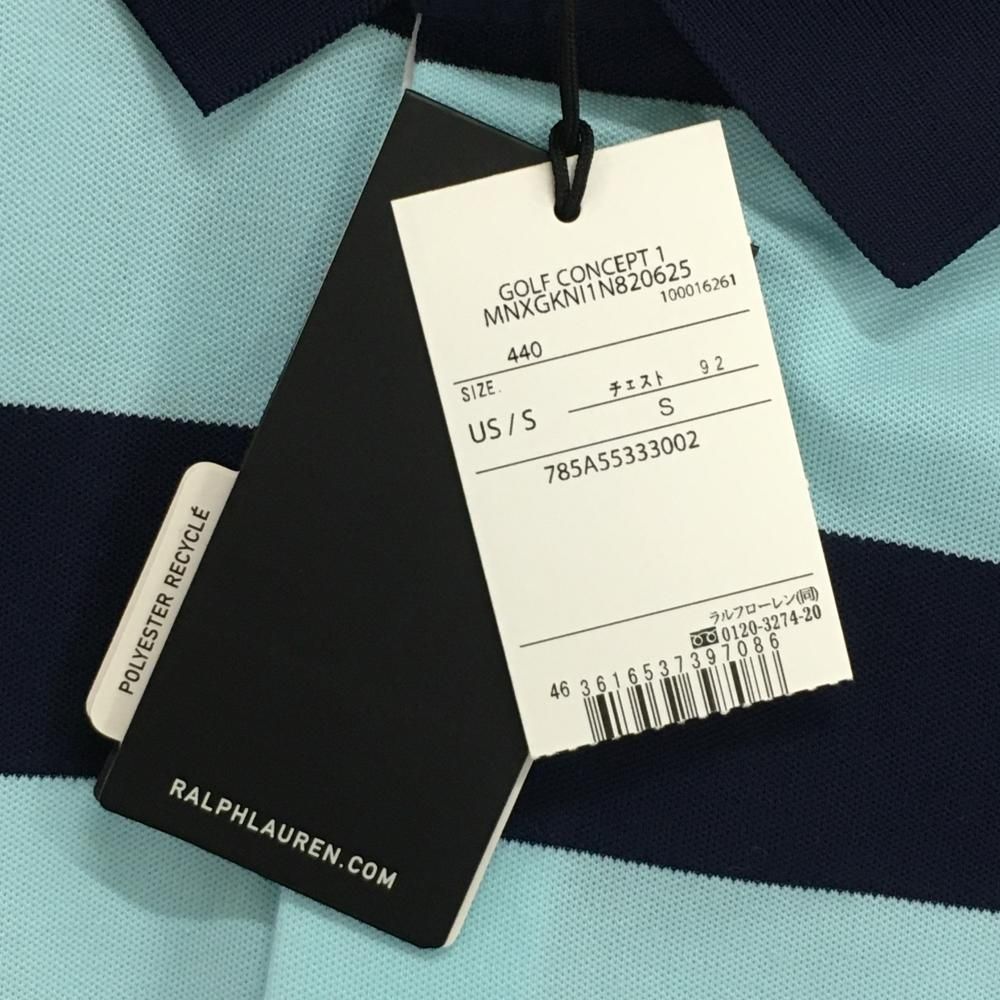 GOLF CONCEPT 1
MNXGKNI1N820625
100016261
440
SIZE.
チェスト 92
US / S
S
785A55333002
ラルフローレン(同)
0120-3274-20
46 3616537397086
POLYESTER RECYCLÉ
RALPHLAUREN.COM